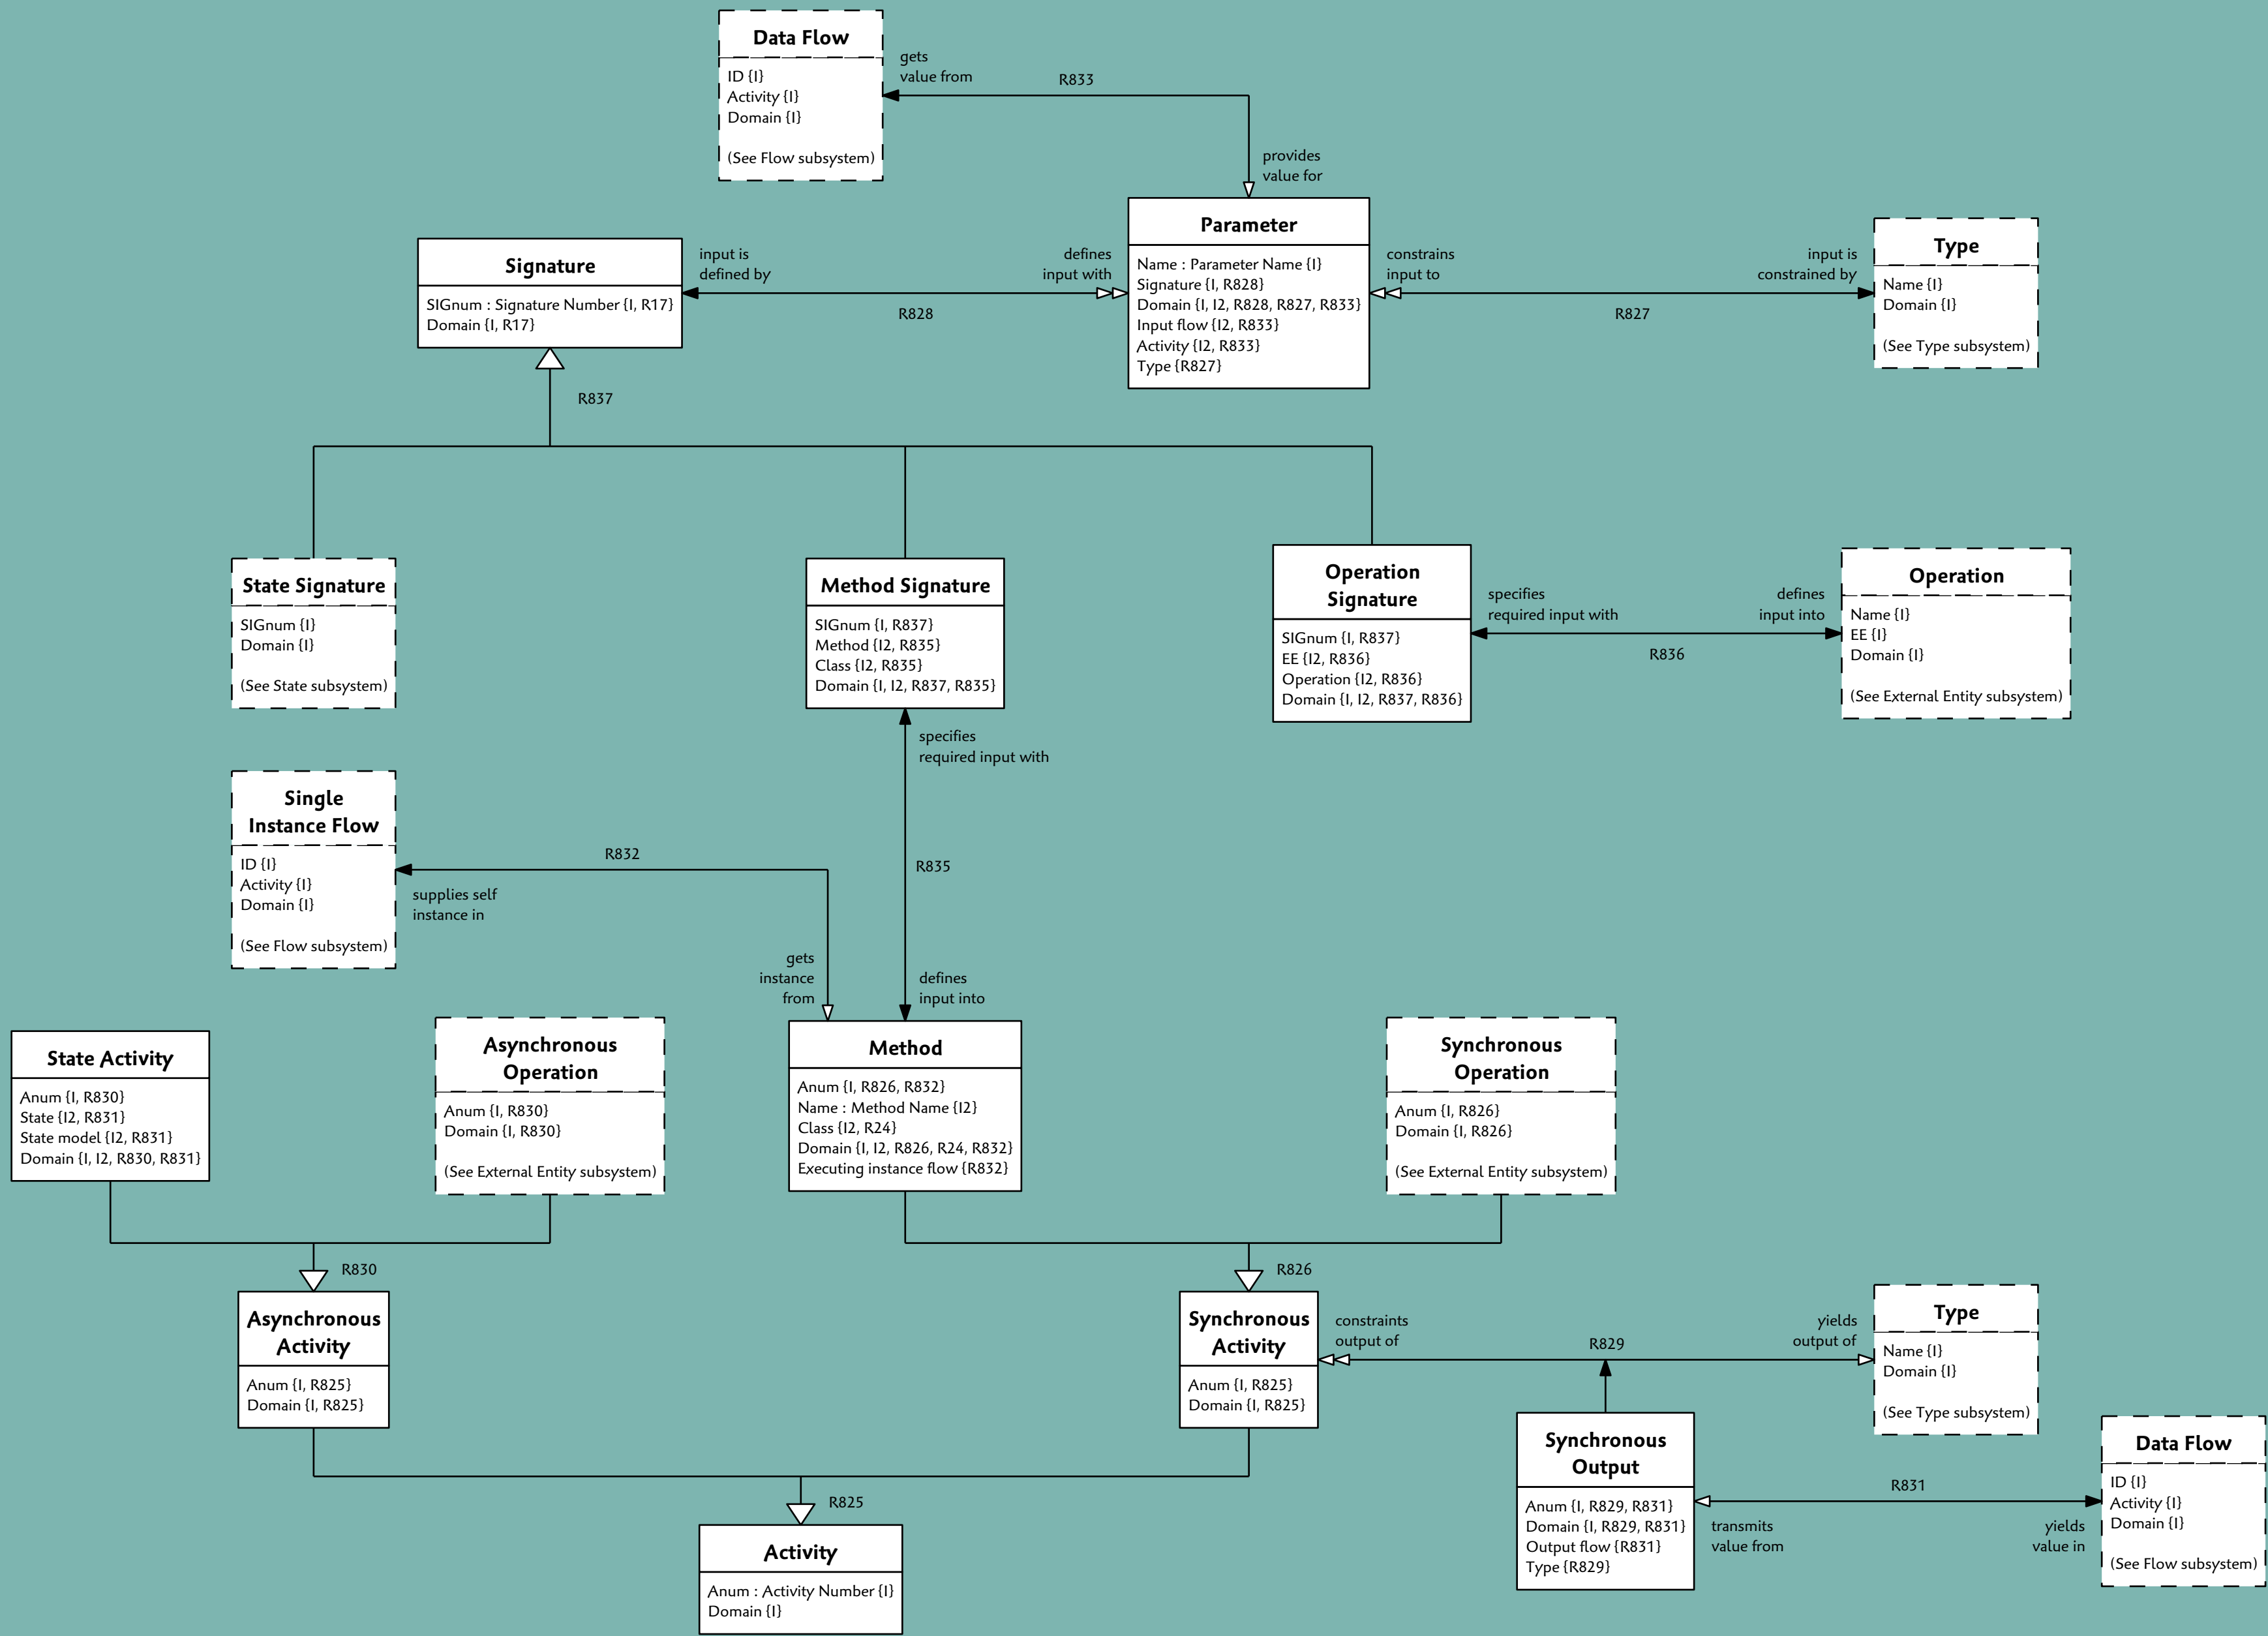 Data Flow
ID {I}
Activity {I}
Domain {I}
(See Flow subsystem)
gets
value from
R833
provides
value for
Parameter
Name : Parameter Name {I}
Signature {I, R828}
Domain {I, I2, R828, R827, R833}
Input flow {I2, R833}
Activity {I2, R833}
Type {R827}
Signature
SIGnum : Signature Number {I, R17}
Domain {I, R17}
input is
defined by
defines
input with
R828
constrains
input to
input is
constrained by
R827
Type
Name {I}
Domain {I}
(See Type subsystem)
R837
State Signature
SIGnum {I}
Domain {I}
(See State subsystem)
Method Signature
SIGnum {I, R837}
Method {I2, R835}
Class {I2, R835}
Domain {I, I2, R837, R835}
Operation
Signature
SIGnum {I, R837}
EE {I2, R836}
Operation {I2, R836}
Domain {I, I2, R837, R836}
specifies
required input with
defines
input into
R836
Operation
Name {I}
EE {I}
Domain {I}
(See External Entity subsystem)
specifies
required input with
R835
defines
input into
Single
Instance Flow
ID {I}
Activity {I}
Domain {I}
(See Flow subsystem)
R832
supplies self
instance in
gets
instance
from
State Activity
Anum {I, R830}
State {I2, R831}
State model {I2, R831}
Domain {I, I2, R830, R831}
Asynchronous
Operation
Anum {I, R830}
Domain {I, R830}
(See External Entity subsystem)
Method
Anum {I, R826, R832}
Name : Method Name {I2}
Class {I2, R24}
Domain {I, I2, R826, R24, R832}
Executing instance flow {R832}
Synchronous
Operation
Anum {I, R826}
Domain {I, R826}
(See External Entity subsystem)
R830
R826
Asynchronous
Activity
Anum {I, R825}
Domain {I, R825}
Synchronous
Activity
Anum {I, R825}
Domain {I, R825}
constraints
output of
R829
yields
output of
Type
Name {I}
Domain {I}
(See Type subsystem)
Synchronous
Output
Anum {I, R829, R831}
Domain {I, R829, R831}
Output flow {R831}
Type {R829}
R831
transmits
value from
yields
value in
Data Flow
ID {I}
Activity {I}
Domain {I}
(See Flow subsystem)
R825
Activity
Anum : Activity Number {I}
Domain {I}